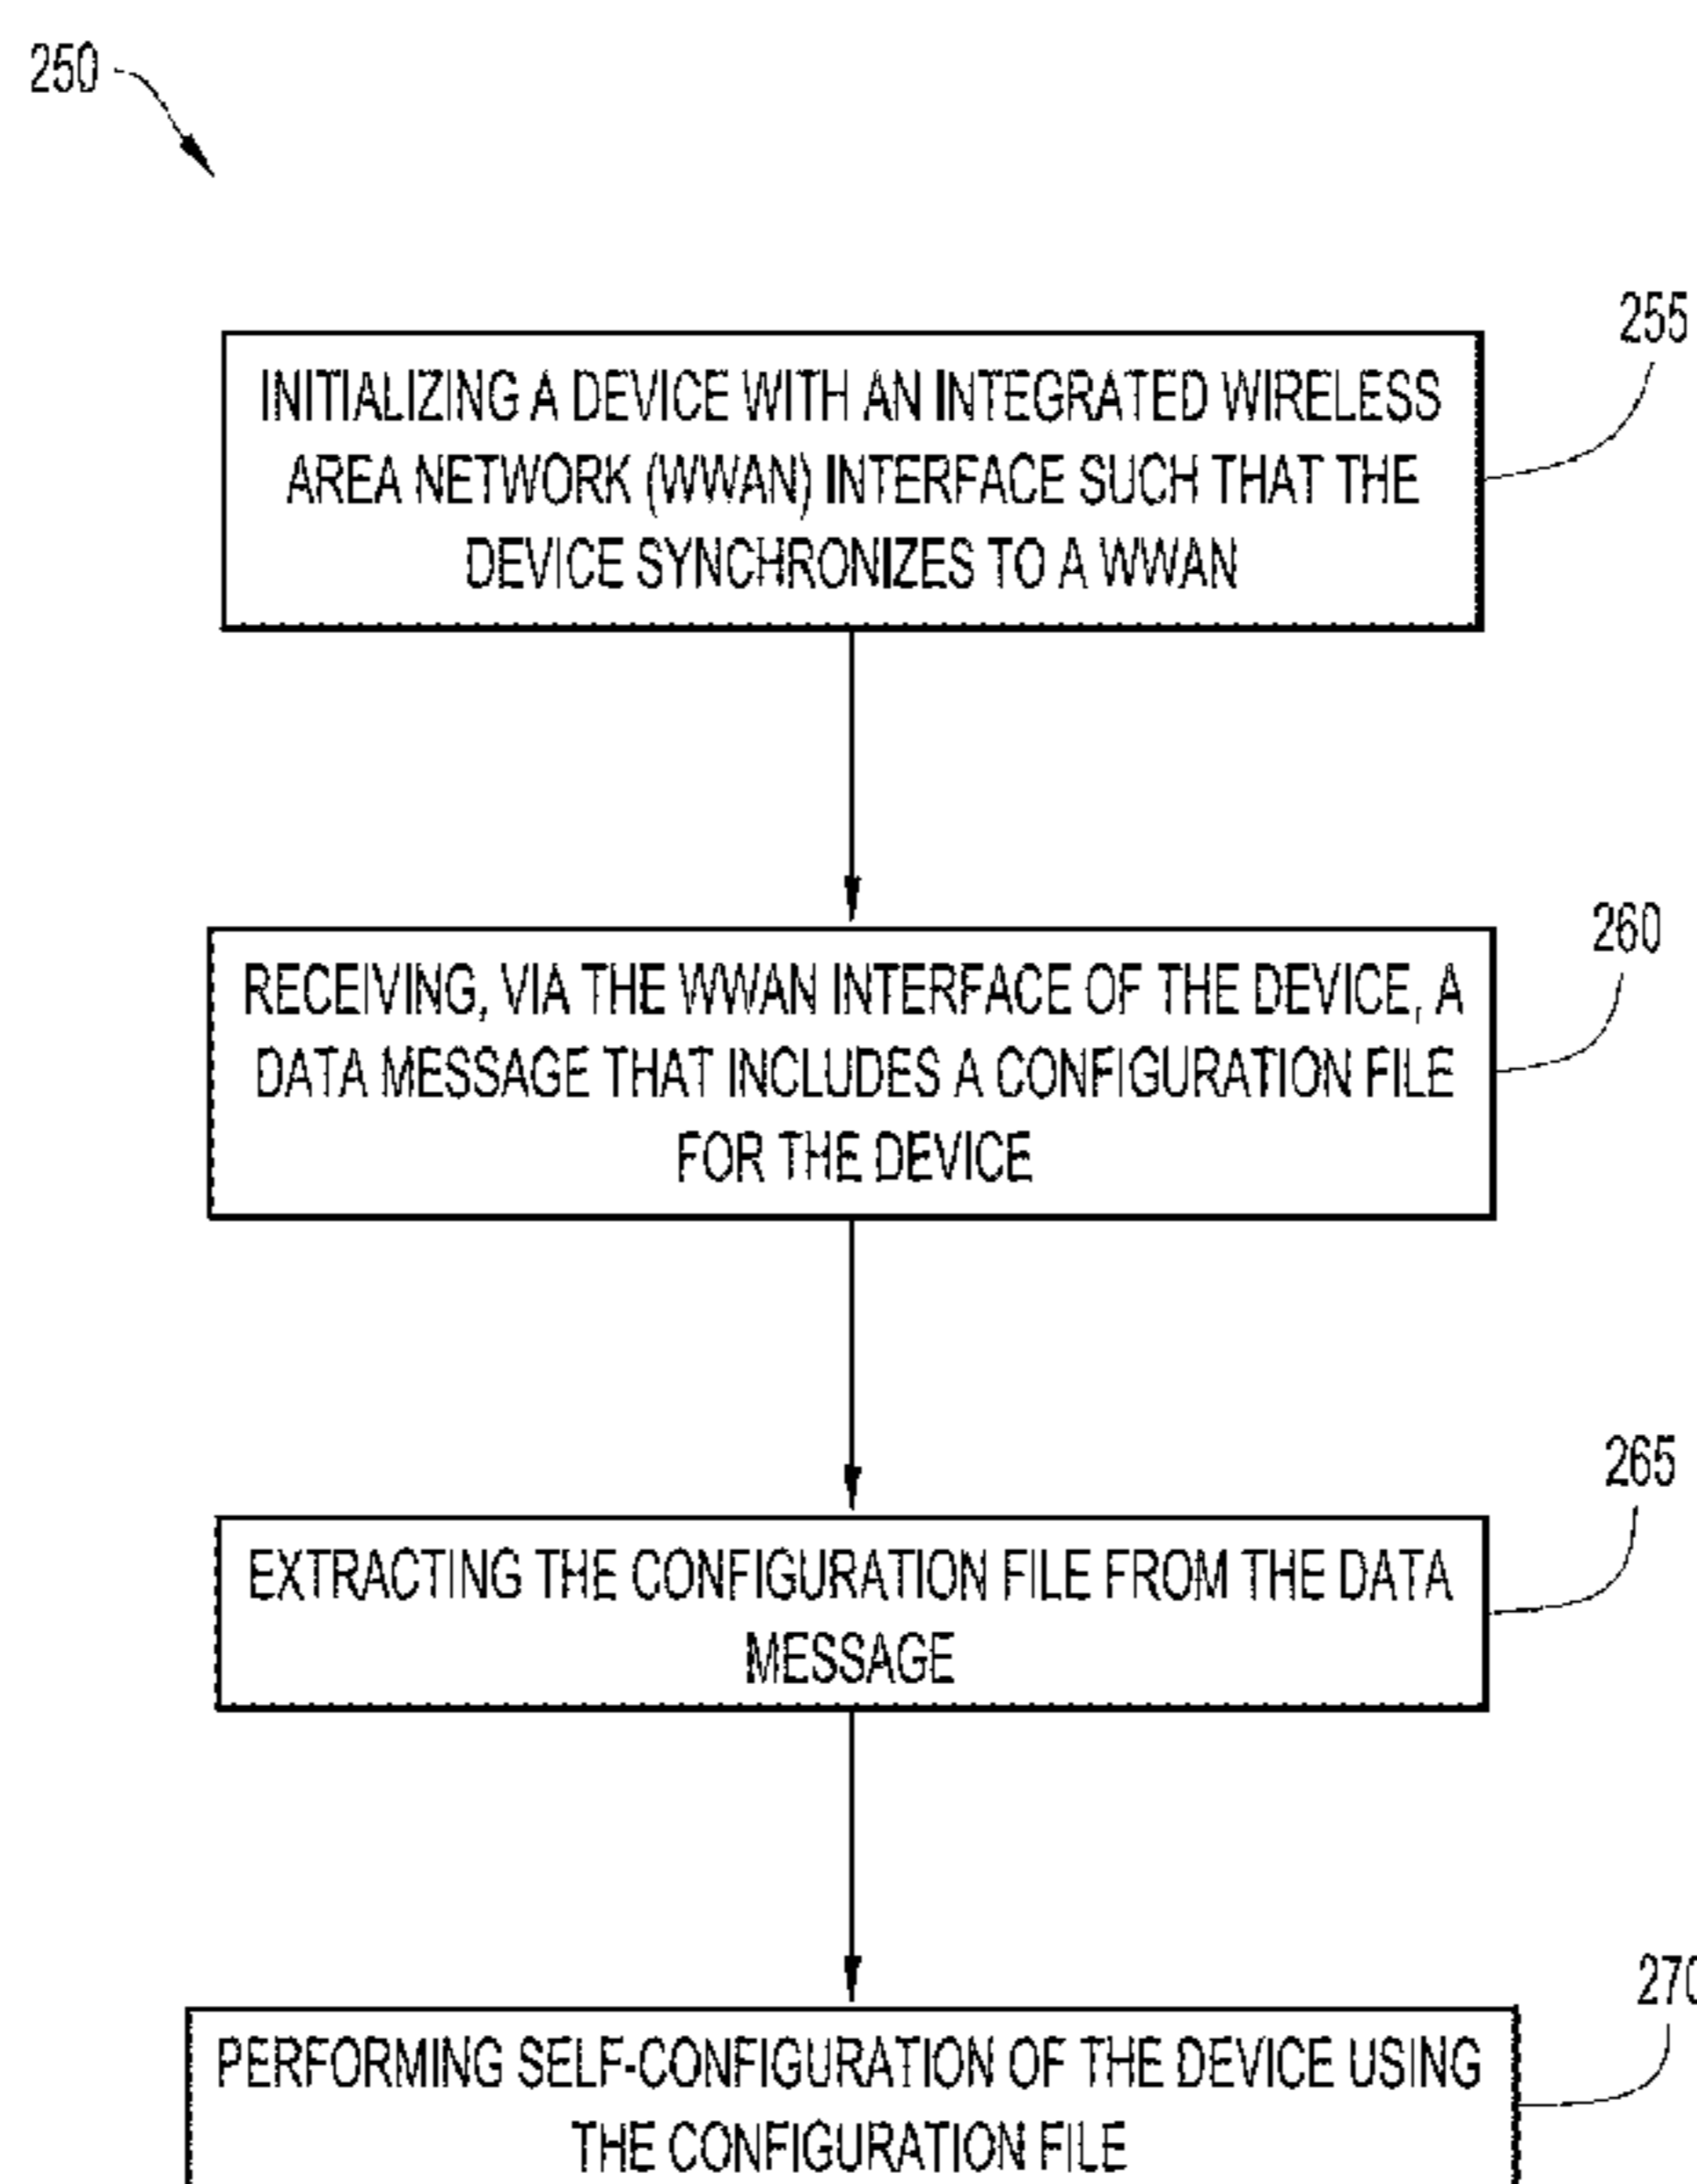 250
255
INITIALIZING A DEVICE WITH AN INTEGRATED WIRELESS
AREA NETWORK (WWAN) INTERFACE SUCH THAT THE
DEVICE SYNCHRONIZES TO A WWAN
260
RECEIVING, VIA THE WWAN INTERFACE OF THE DEVICE, A
DATA MESSAGE THAT INCLUDES A CONFIGURATION FILE
FOR THE DEVICE
265
EXTRACTING THE CONFIGURATION FILE FROM THE DATA
MESSAGE
270
PERFORMING SELF-CONFIGURATION OF THE DEVICE USING
THE CONFIGURATION FILE